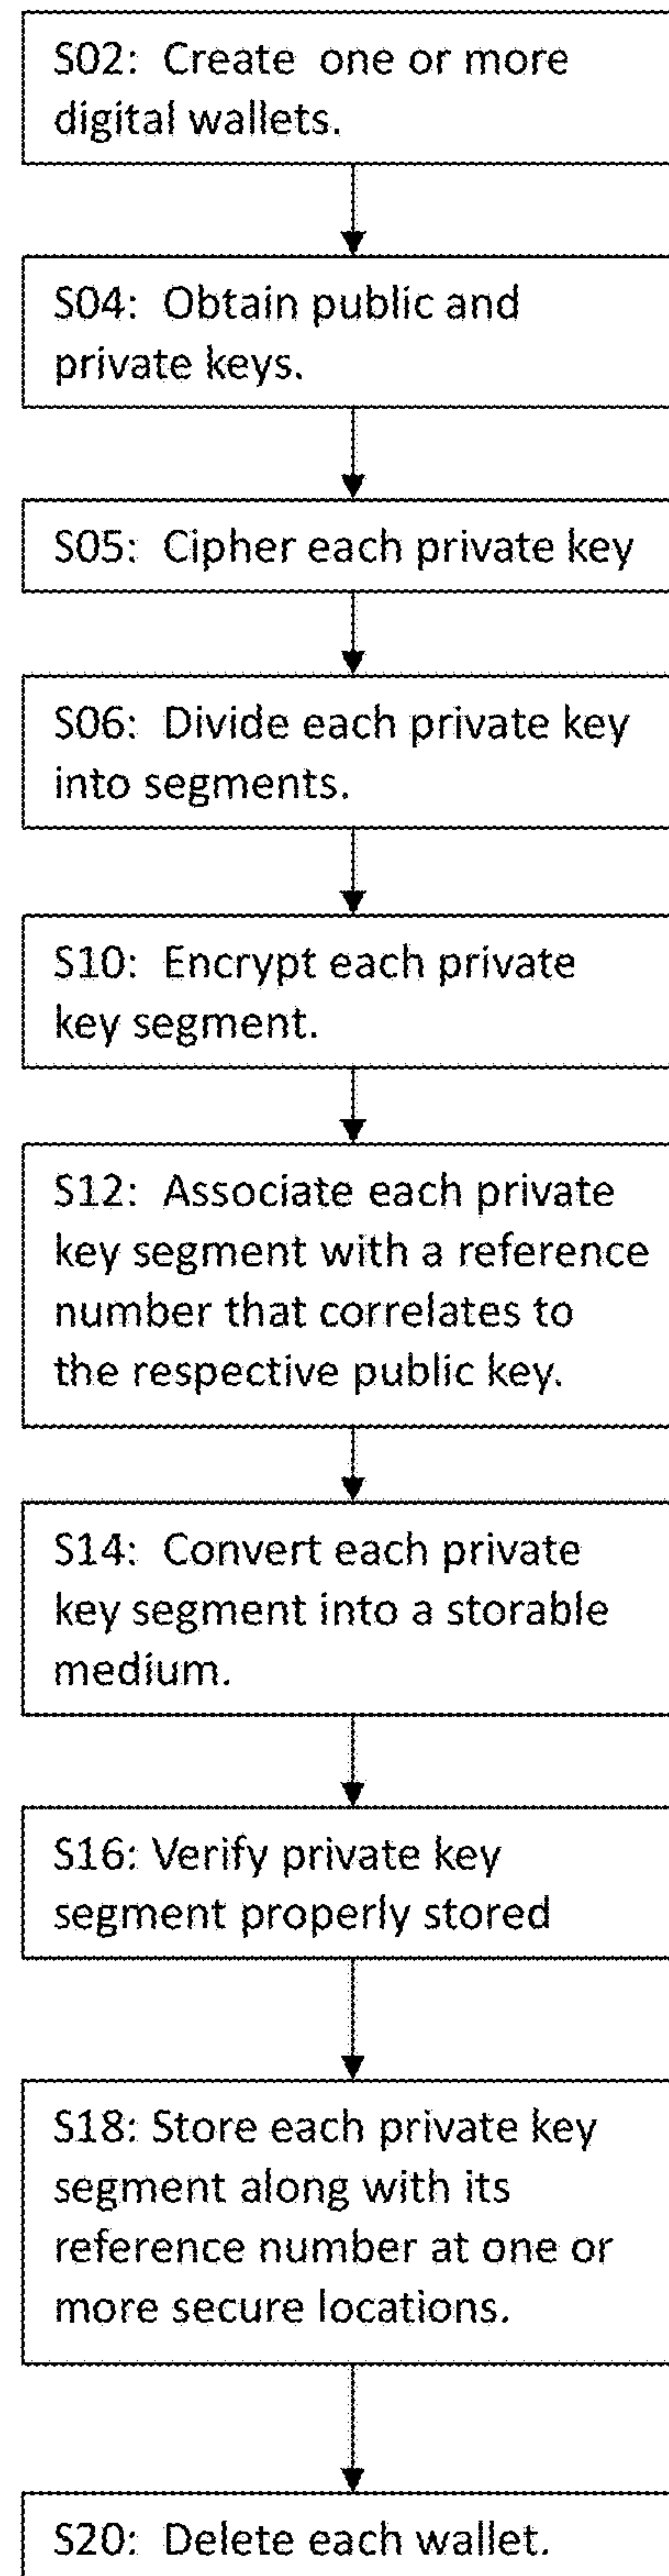 S02: Create one or more
digital wallets.
S04: Obtain public and
private keys.
S05: Cipher each private key
S06: Divide each private key
into segments.
S10: Encrypt each private
key segment.
S12: Associate each private
key segment with a reference
number that correlates to
the respective public key.
S14: Convert each private
key segment into a storable
medium.
S16: Verify private key
segment properly stored
S18: Store each private key
segment along with its
reference number at one or
more secure locations.
S20: Delete each wallet.